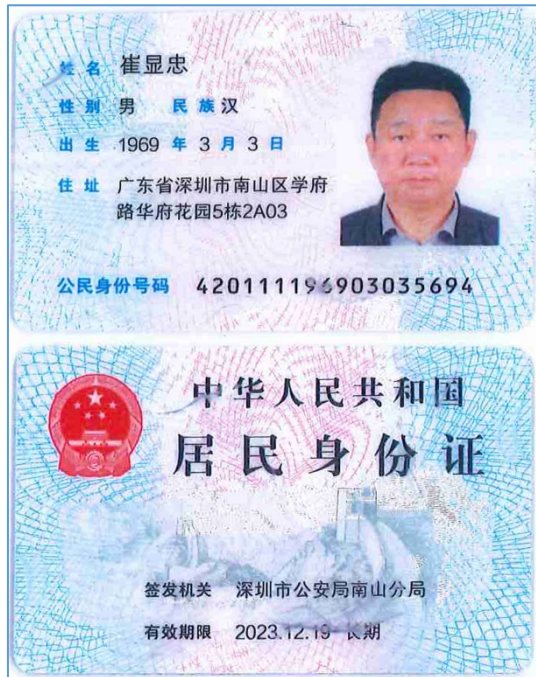 姓名 崔显忠
性别 男 民族 汉
出生 1969 年 3 月 3 日
住址 广东省深圳市南山区学府
路华府花园5栋2A03
公民身份号码 420111196903035694
中华人民共和国
居民身份证
签发机关 深圳市公安局南山分局
有效期限 2023.12.19-长期